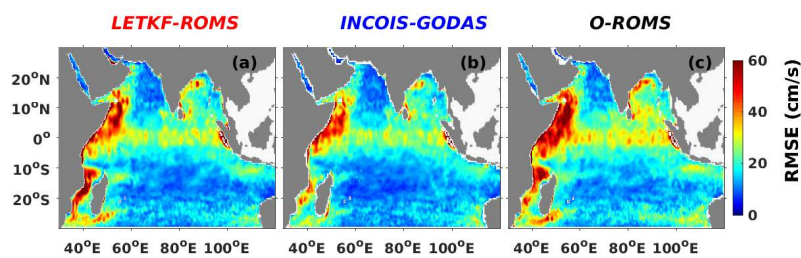 LETKF-ROMS INCOIS-GODAS O-ROMS
(a) (b) (c)
20°N
10°N
0°
10°S
20°S
40°E 60°E 80°E 100°E 40°E 60°E 80°E 100°E 40°E 60°E 80°E 100°E
60
40
20
0
RMSE (cm/s)